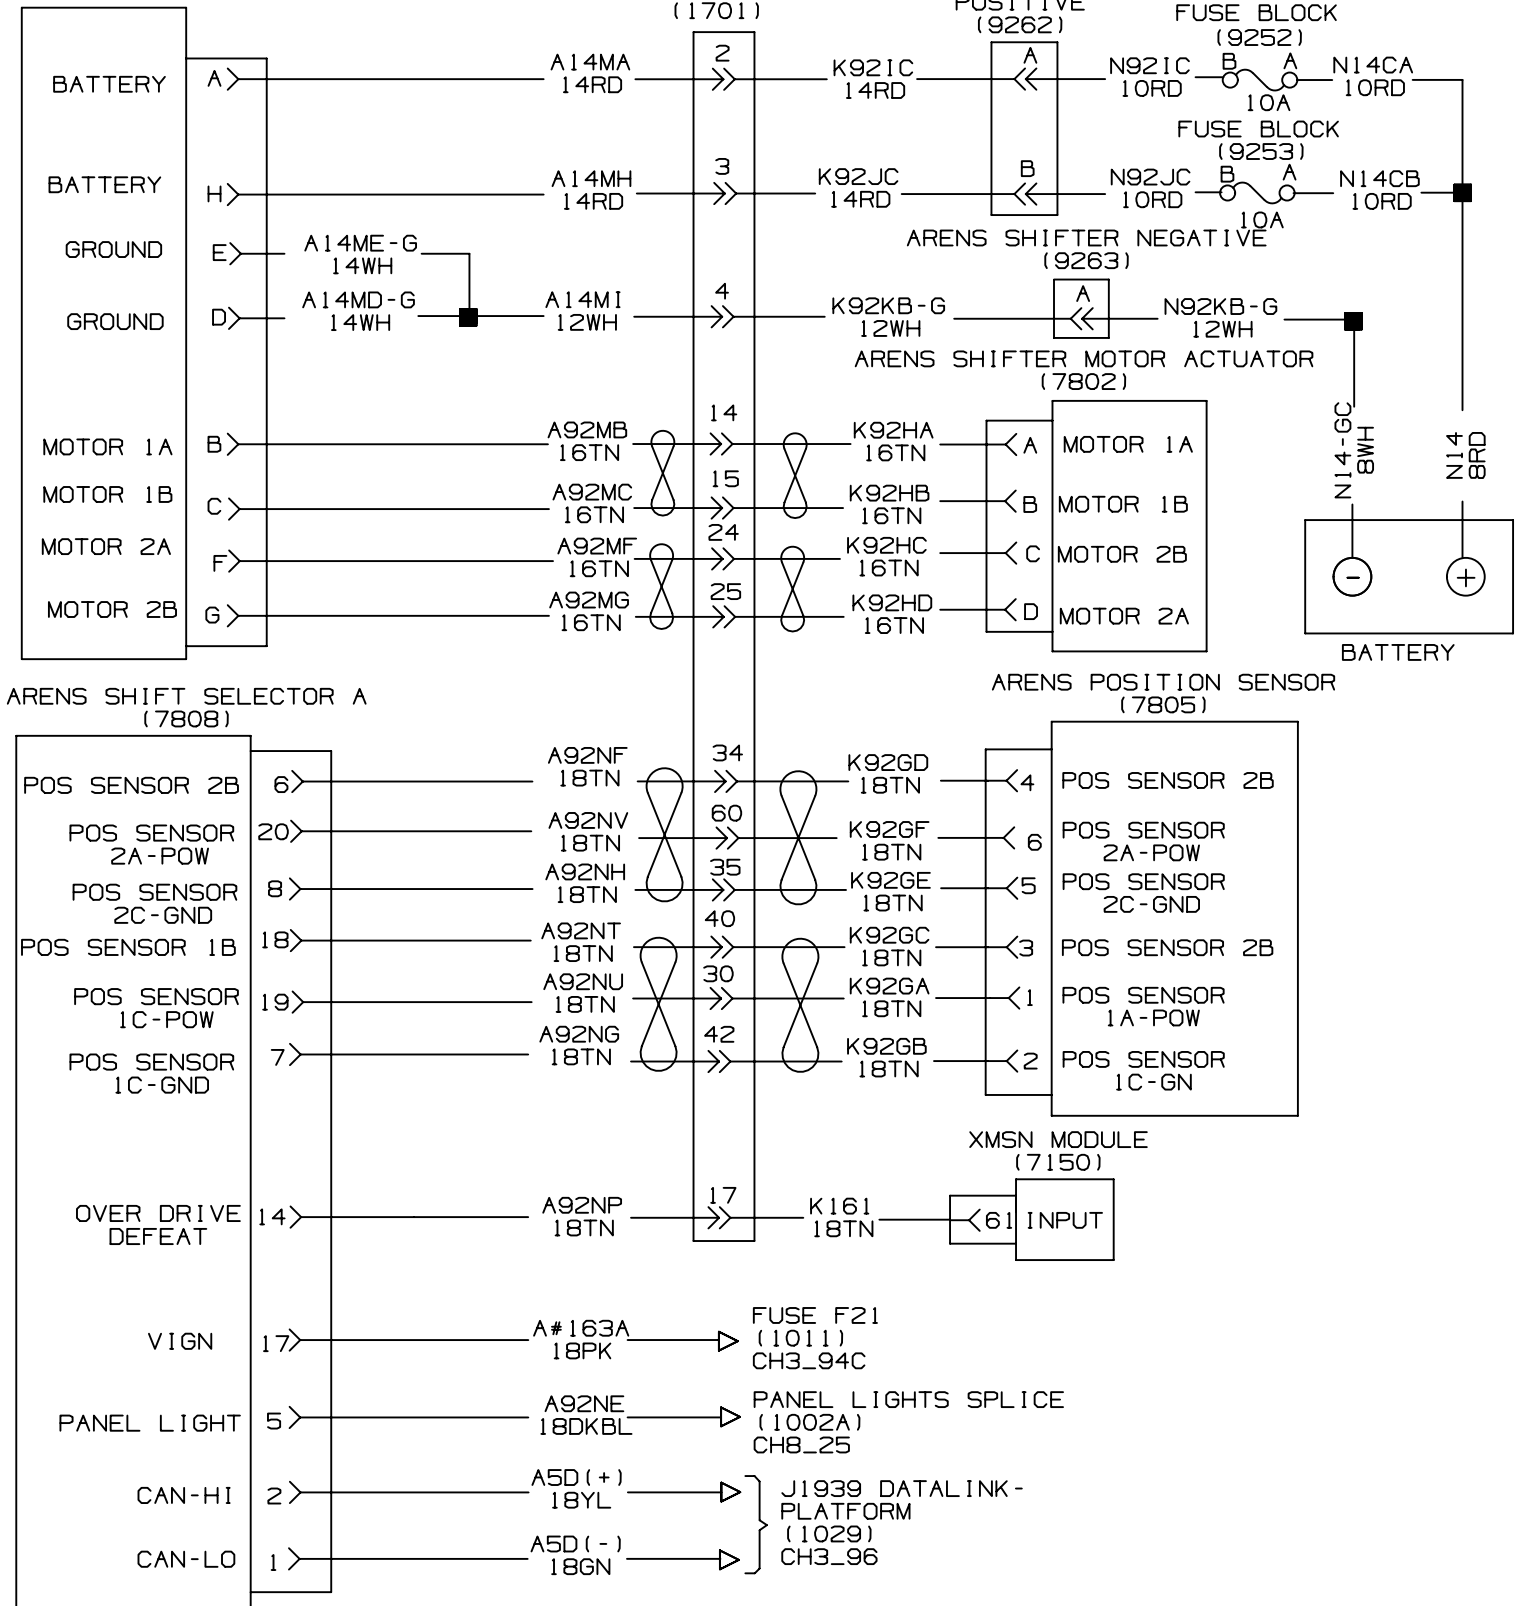 (1701)
POSITIVE
(9262)
FUSE BLOCK
(9252)
BATTERY
A
A14MA
14RD
2
K92IC
14RD
A
N92IC
10RD
B
A
10A
N14CA
10RD
FUSE BLOCK
(9253)
BATTERY
H
A14MH
14RD
3
K92JC
14RD
B
N92JC
10RD
B
A
10A
N14CB
10RD
GROUND
E
A14ME-G
14WH
ARENS SHIFTER NEGATIVE
(9263)
GROUND
D
A14MD-G
14WH
A14MI
12WH
4
K92KB-G
12WH
A
N92KB-G
12WH
ARENS SHIFTER MOTOR ACTUATOR
(7802)
MOTOR 1A
B
A92MB
16TN
14
K92HA
16TN
A
MOTOR 1A
MOTOR 1B
C
A92MC
16TN
15
K92HB
16TN
B
MOTOR 1B
MOTOR 2A
F
A92MF
16TN
24
K92HC
16TN
C
MOTOR 2B
MOTOR 2B
G
A92MG
16TN
25
K92HD
16TN
D
MOTOR 2A
N14-GC
8WH
N14
8RD
-
+
BATTERY
ARENS SHIFT SELECTOR A
(7808)
ARENS POSITION SENSOR
(7805)
POS SENSOR 2B
6
A92NF
18TN
34
K92GD
18TN
4
POS SENSOR 2B
POS SENSOR
2A-POW
20
A92NV
18TN
60
K92GF
18TN
6
POS SENSOR
2A-POW
POS SENSOR
2C-GND
8
A92NH
18TN
35
K92GE
18TN
5
POS SENSOR
2C-GND
POS SENSOR 1B
18
A92NT
18TN
40
K92GC
18TN
3
POS SENSOR 2B
POS SENSOR
1C-POW
19
A92NU
18TN
30
K92GA
18TN
1
POS SENSOR
1A-POW
POS SENSOR
1C-GND
7
A92NG
18TN
42
K92GB
18TN
2
POS SENSOR
1C-GN
XMSN MODULE
(7150)
OVER DRIVE
DEFEAT
14
A92NP
18TN
17
K161
18TN
61
INPUT
VIGN
17
A#163A
18PK
FUSE F21
(1011)
CH3_94C
PANEL LIGHT
5
A92NE
18DKBL
PANEL LIGHTS SPLICE
(1002A)
CH8_25
CAN-HI
2
A5D(+)
18YL
J1939 DATALINK-
PLATFORM
(1029)
CH3_96
CAN-LO
1
A5D(-)
18GN